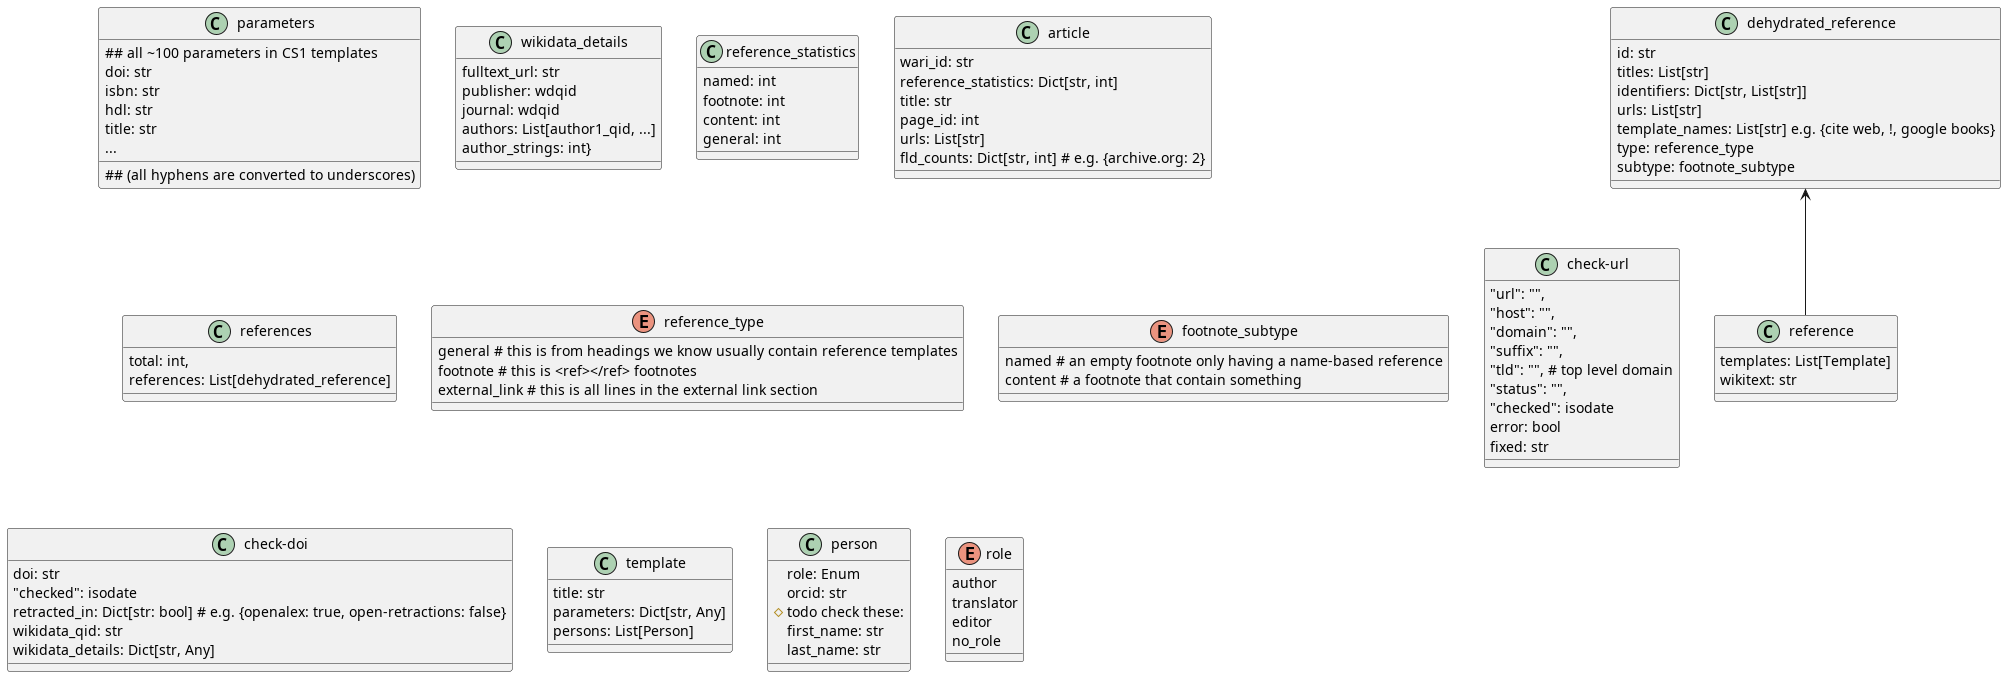 C parameters
## all ~100 parameters in CS1 templates
doi: str
isbn: str
hdl: str
title: str
...
## (all hyphens are converted to underscores)
C wikidata_details
fulltext_url: str
publisher: wdqid
journal: wdqid
authors: List[author1_qid, ...]
author_strings: int}
C reference_statistics
named: int
footnote: int
content: int
general: int
C article
wari_id: str
reference_statistics: Dict[str, int]
title: str
page_id: int
urls: List[str]
fld_counts: Dict[str, int] # e.g. {archive.org: 2}
C dehydrated_reference
id: str
titles: List[str]
identifiers: Dict[str, List[str]]
urls: List[str]
template_names: List[str] e.g. {cite web, !, google books}
type: reference_type
subtype: footnote_subtype
C references
total: int,
references: List[dehydrated_reference]
E reference_type
general # this is from headings we know usually contain reference templates
footnote # this is <ref></ref> footnotes
external_link # this is all lines in the external link section
E footnote_subtype
named # an empty footnote only having a name-based reference
content # a footnote that contain something
C check-url
"url": "",
"host": "",
"domain": "",
"suffix": "",
"tld": "", # top level domain
"status": "",
"checked": isodate
error: bool
fixed: str
C reference
templates: List[Template]
wikitext: str
C check-doi
doi: str
"checked": isodate
retracted_in: Dict[str: bool] # e.g. {openalex: true, open-retractions: false}
wikidata_qid: str
wikidata_details: Dict[str, Any]
C template
title: str
parameters: Dict[str, Any]
persons: List[Person]
C person
role: Enum
orcid: str
todo check these:
first_name: str
last_name: str
E role
author
translator
editor
no_role